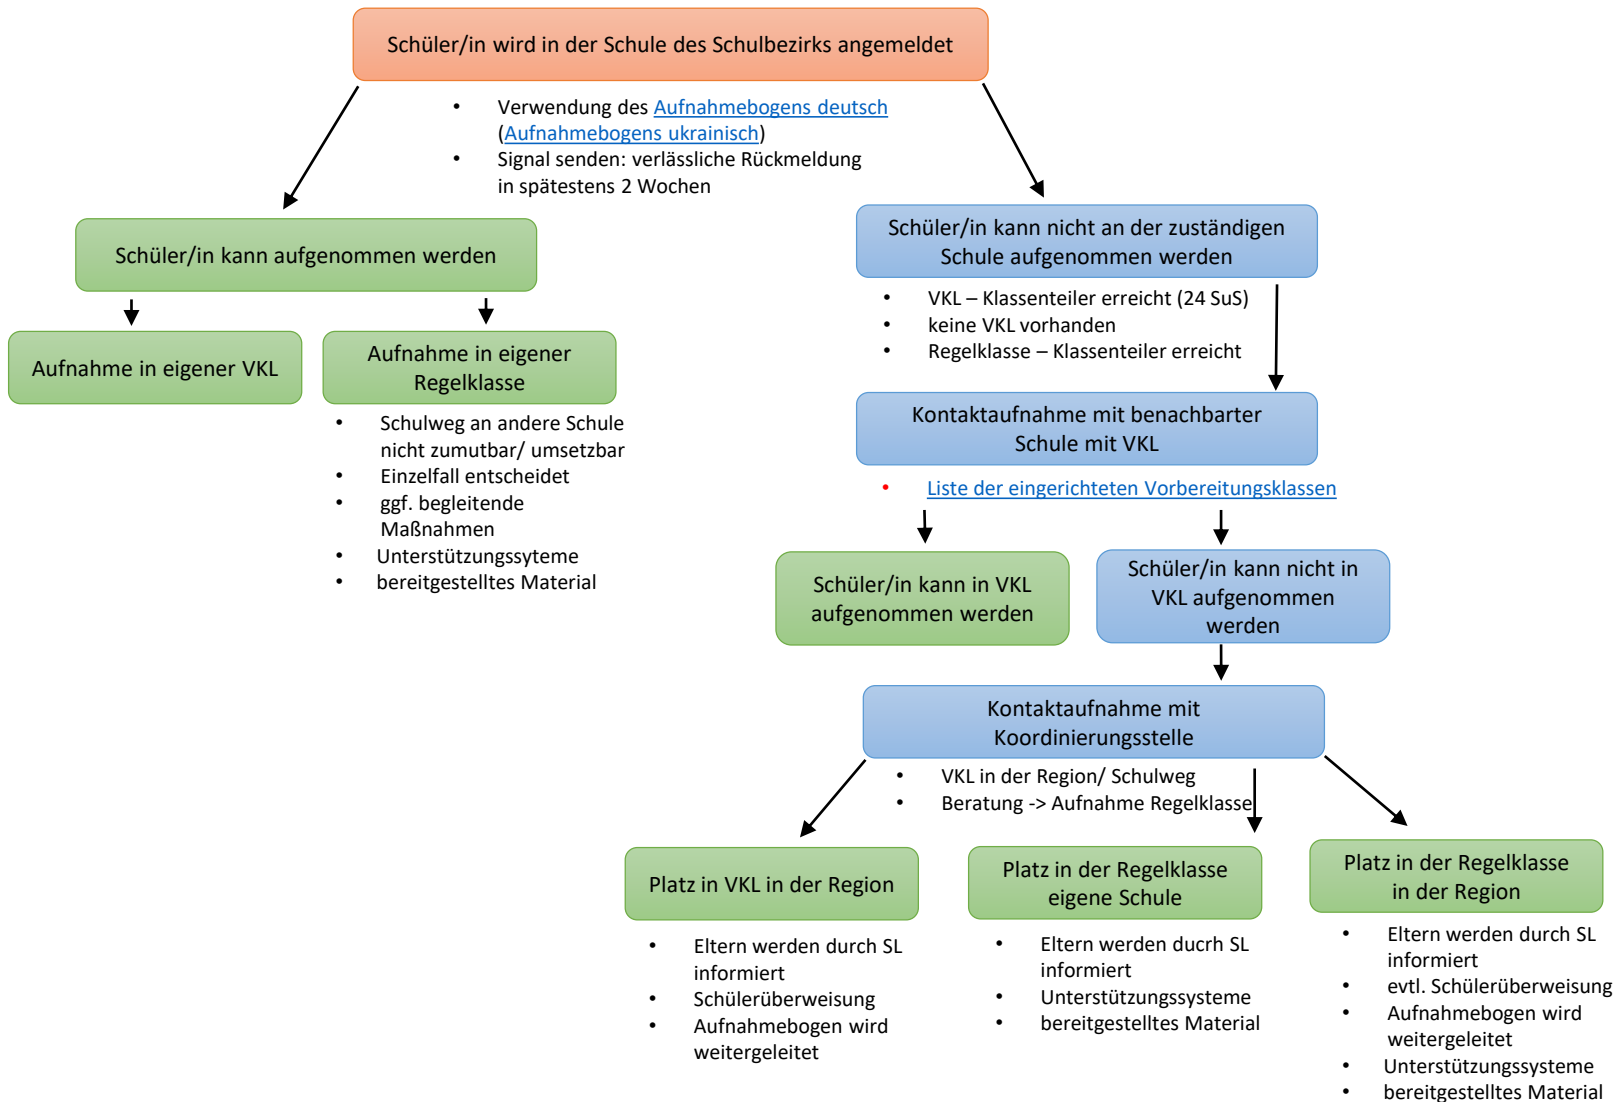 Schüler/in wird in der Schule des Schulbezirks angemeldet
• Verwendung des Aufnahmebogens deutsch
(Aufnahmebogens ukrainisch)
• Signal senden: verlässliche Rückmeldung
in spätestens 2 Wochen
Schüler/in kann aufgenommen werden
Aufnahme in eigener VKL
Aufnahme in eigener
Regelklasse
• Schulweg an andere Schule
nicht zumutbar/ umsetzbar
• Einzelfall entscheidet
• ggf. begleitende
Maßnahmen
• Unterstützungssyteme
• bereitgestelltes Material
Schüler/in kann nicht an der zuständigen
Schule aufgenommen werden
• VKL – Klassenteiler erreicht (24 SuS)
• keine VKL vorhanden
• Regelklasse – Klassenteiler erreicht
Kontaktaufnahme mit benachbarter
Schule mit VKL
• Liste der eingerichteten Vorbereitungsklassen
Schüler/in kann in VKL
aufgenommen werden
Schüler/in kann nicht in
VKL aufgenommen
werden
Kontaktaufnahme mit
Koordinierungsstelle
• VKL in der Region/ Schulweg
• Beratung -> Aufnahme Regelklasse
Platz in VKL in der Region
• Eltern werden durch SL
informiert
• Schülerüberweisung
• Aufnahmebogen wird
weitergeleitet
Platz in der Regelklasse
eigene Schule
• Eltern werden ducrh SL
informiert
• Unterstützungssysteme
• bereitgestelltes Material
Platz in der Regelklasse
in der Region
• Eltern werden durch SL
informiert
• evtl. Schülerüberweisung
• Aufnahmebogen wird
weitergeleitet
• Unterstützungssysteme
• bereitgestelltes Material